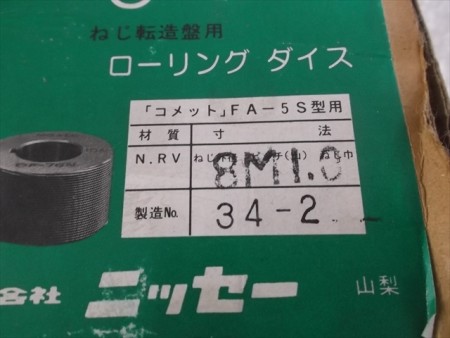 ねじ転造盤用
ローリング ダイス
「コメット」FA－5S型用
材質 寸法
N.RV 8M1.0
製造No. 34－2
会社 ニッセー 山梨